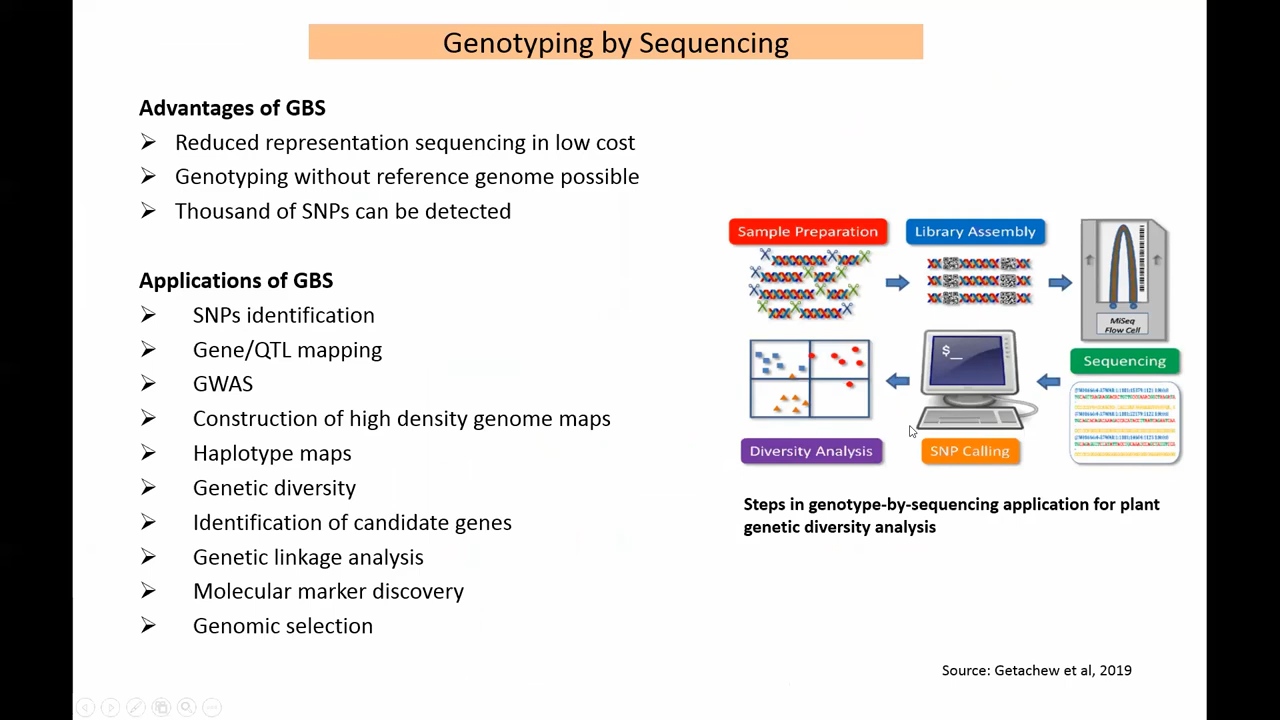 Genotyping by Sequencing
Advantages of GBS
Reduced representation sequencing in low cost
Genotyping without reference genome possible
Thousand of SNPs can be detected
Applications of GBS
SNPs identification
Gene/QTL mapping
GWAS
Construction of high density genome maps
Haplotype maps
Genetic diversity
Identification of candidate genes
Genetic linkage analysis
Molecular marker discovery
Genomic selection
Sample Preparation
Library Assembly
MiSeq
Flow Cell
Sequencing
$_
Diversity Analysis
SNP Calling
Steps in genotype-by-sequencing application for plant
genetic diversity analysis
Source: Getachew et al, 2019